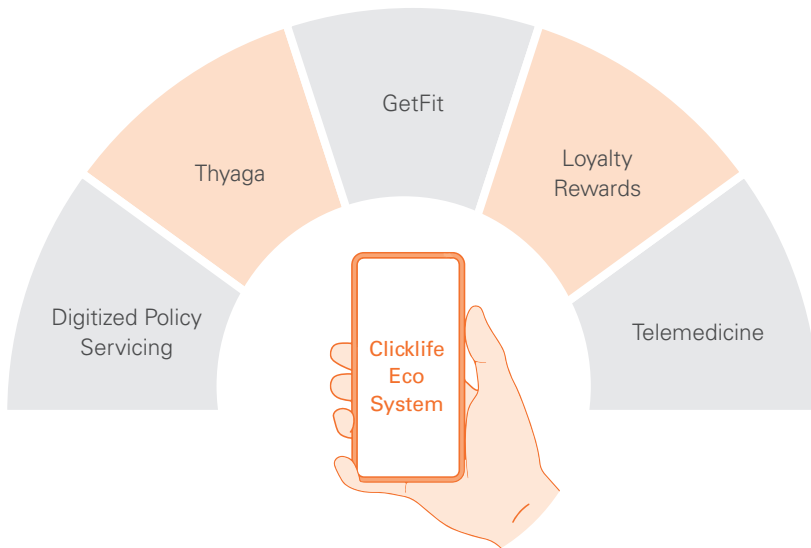 GetFit
Thyaga
Loyalty
Rewards
Digitized Policy
Servicing
Telemedicine
Clicklife
Eco
System